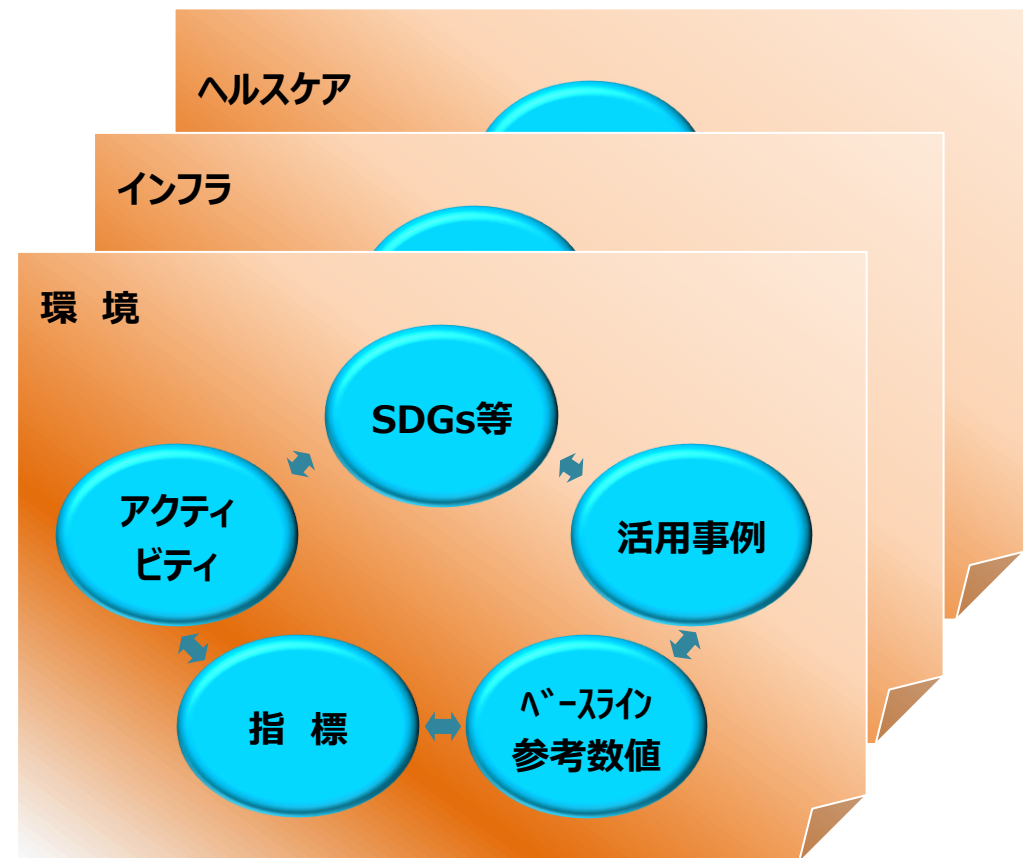 ヘルスケア
インフラ
環 境
SDGs等
アクティ
ビティ
活用事例
指 標
ﾍﾞｰｽﾗｲﾝ
参考数値